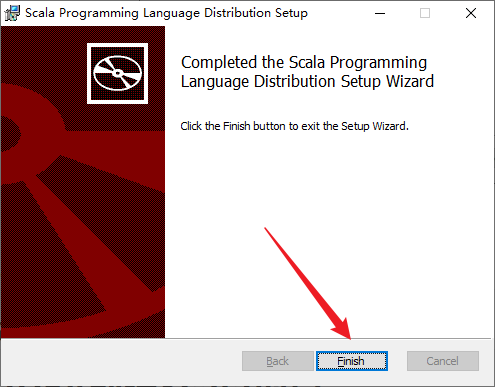 Scala Programming Language Distribution Setup
Completed the Scala Programming
Language Distribution Setup Wizard
Click the Finish button to exit the Setup Wizard.
Back
Finish
Cancel